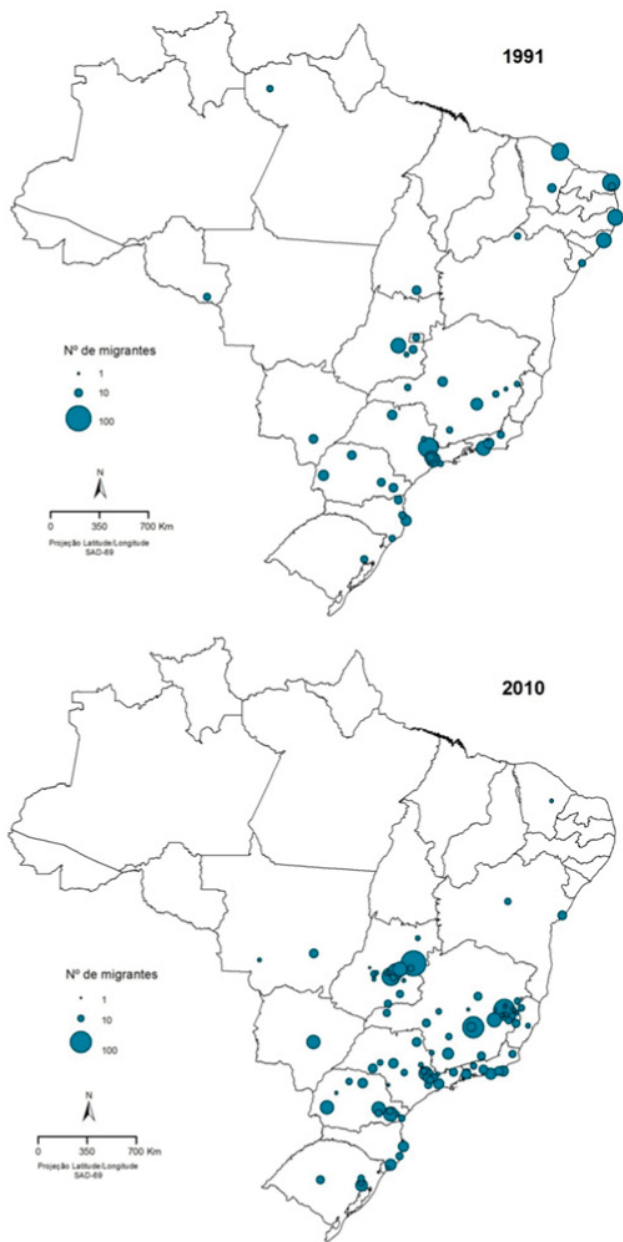 1991
Nº de migrantes
1
10
100
N
0 350 700 Km
Projeção Latitude/Longitude
SAD-69
2010
Nº de migrantes
1
10
100
N
0 350 700 Km
Projeção Latitude/Longitude
SAD-69